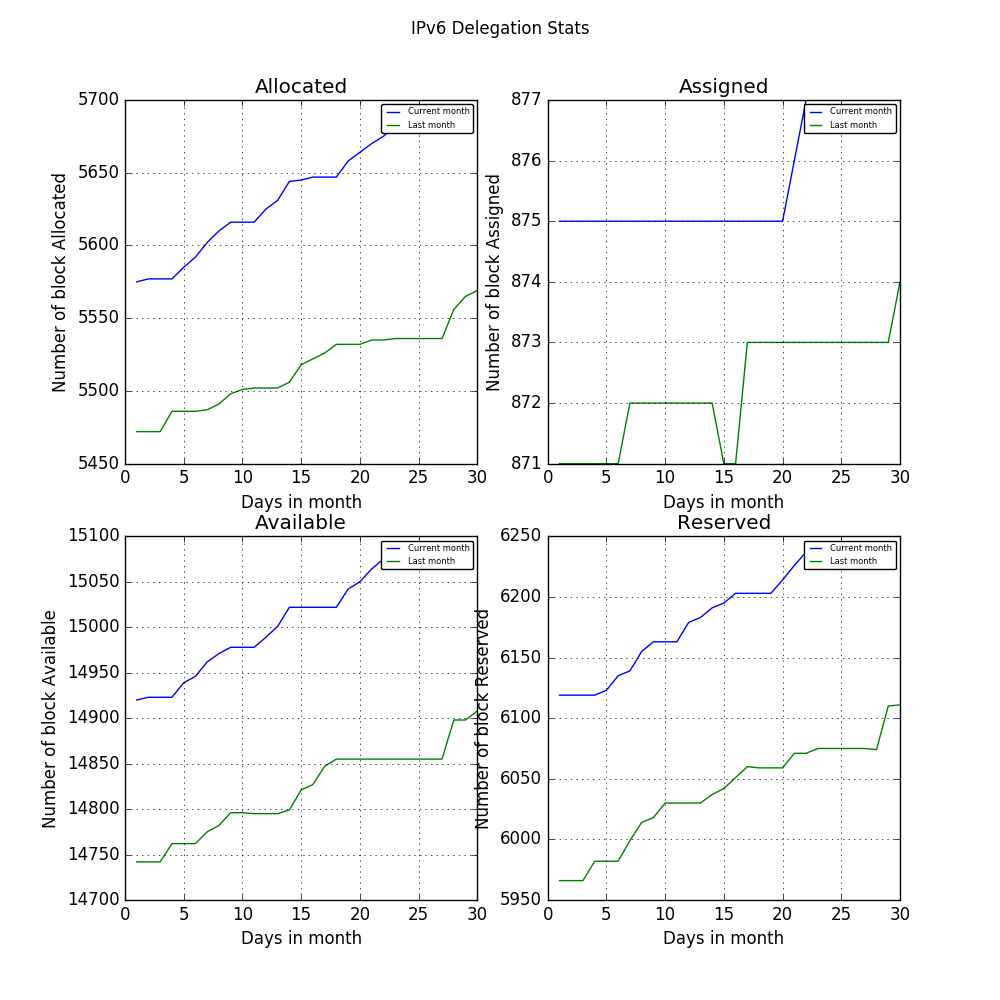 IPv6 Delegation Stats
Allocated
Number of block Allocated
5700
5650
5600
5550
5500
5450
0 5 10 15 20 25 30
Days in month
Current month
Last month
Assigned
Number of block Assigned
877
876
875
874
873
872
871
0 5 10 15 20 25 30
Days in month
Current month
Last month
Available
Number of block Available
15100
15050
15000
14950
14900
14850
14800
14750
14700
0 5 10 15 20 25 30
Days in month
Current month
Last month
Reserved
Number of block Reserved
6250
6200
6150
6100
6050
6000
5950
0 5 10 15 20 25 30
Days in month
Current month
Last month